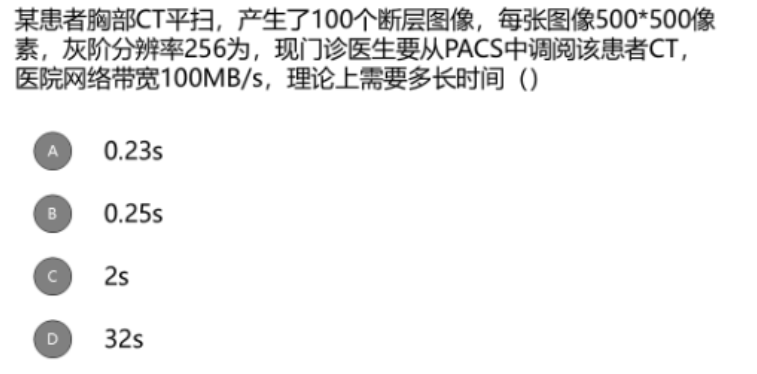 某患者胸部CT平扫，产生了100个断层图像，每张图像500*500像
素，灰阶分辨率256为，现门诊医生要从PACS中调阅该患者CT，
医院网络带宽100MB/s，理论上需要多长时间（）
A 0.23s
B 0.25s
C 2s
D 32s